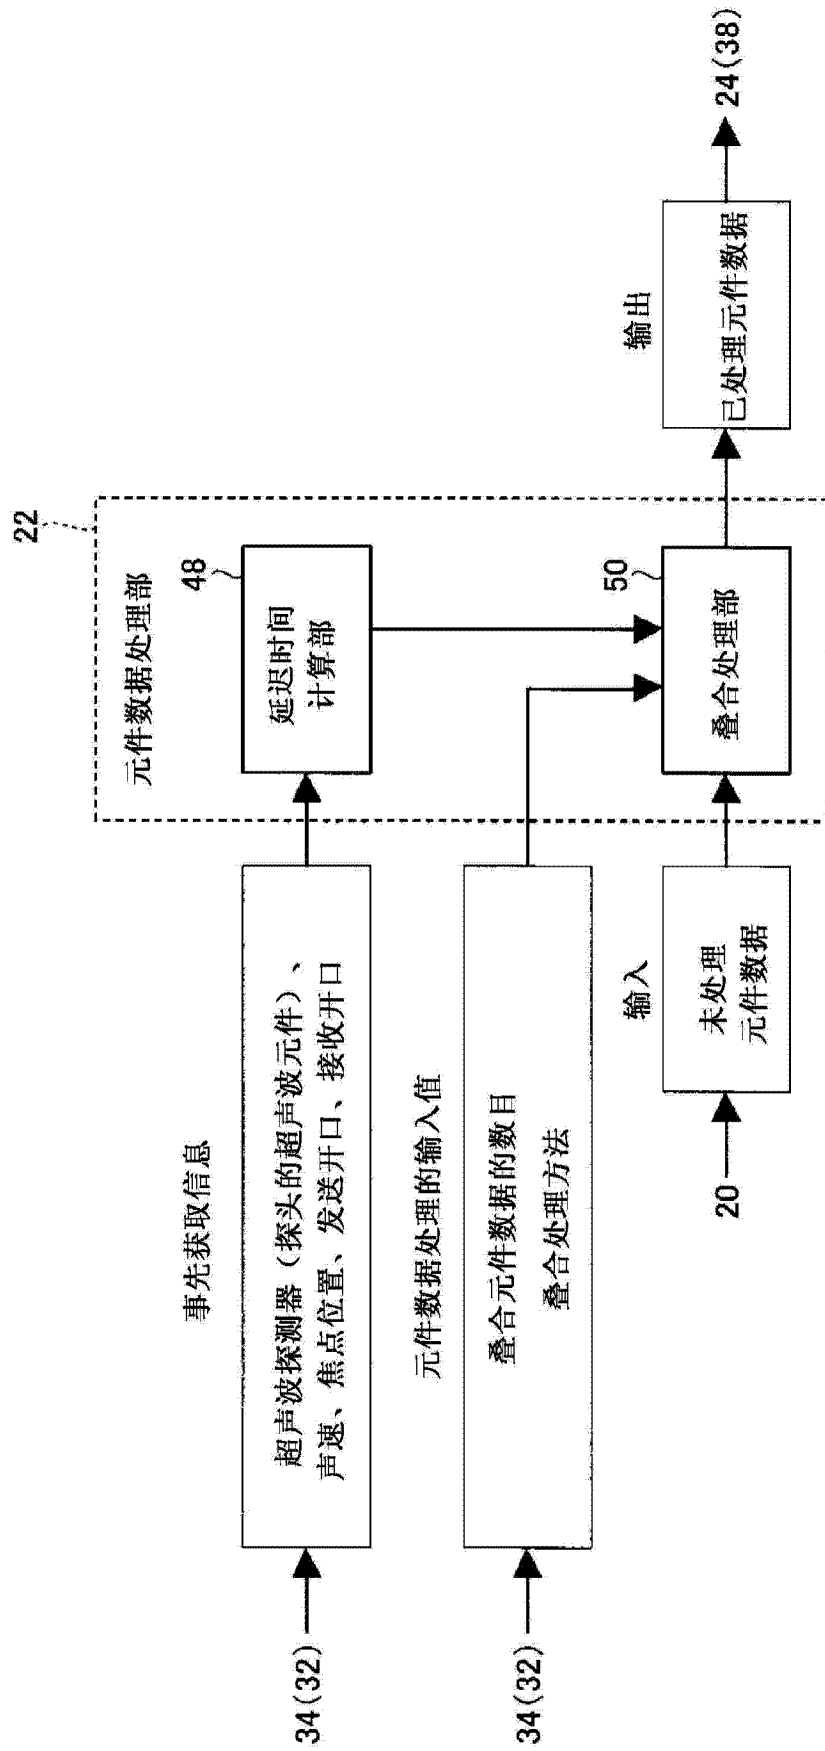 22
元件数据处理部
事先获取信息
34(32)
超声波探测器（探头的超声波元件）、
声速、焦点位置、发送开口、接收开口
48
延迟时间
计算部
元件数据处理的输入值
34(32)
叠合元件数据的数目
叠合处理方法
输入
20
未处理
元件数据
50
叠合处理部
输出
已处理元件数据
24(38)